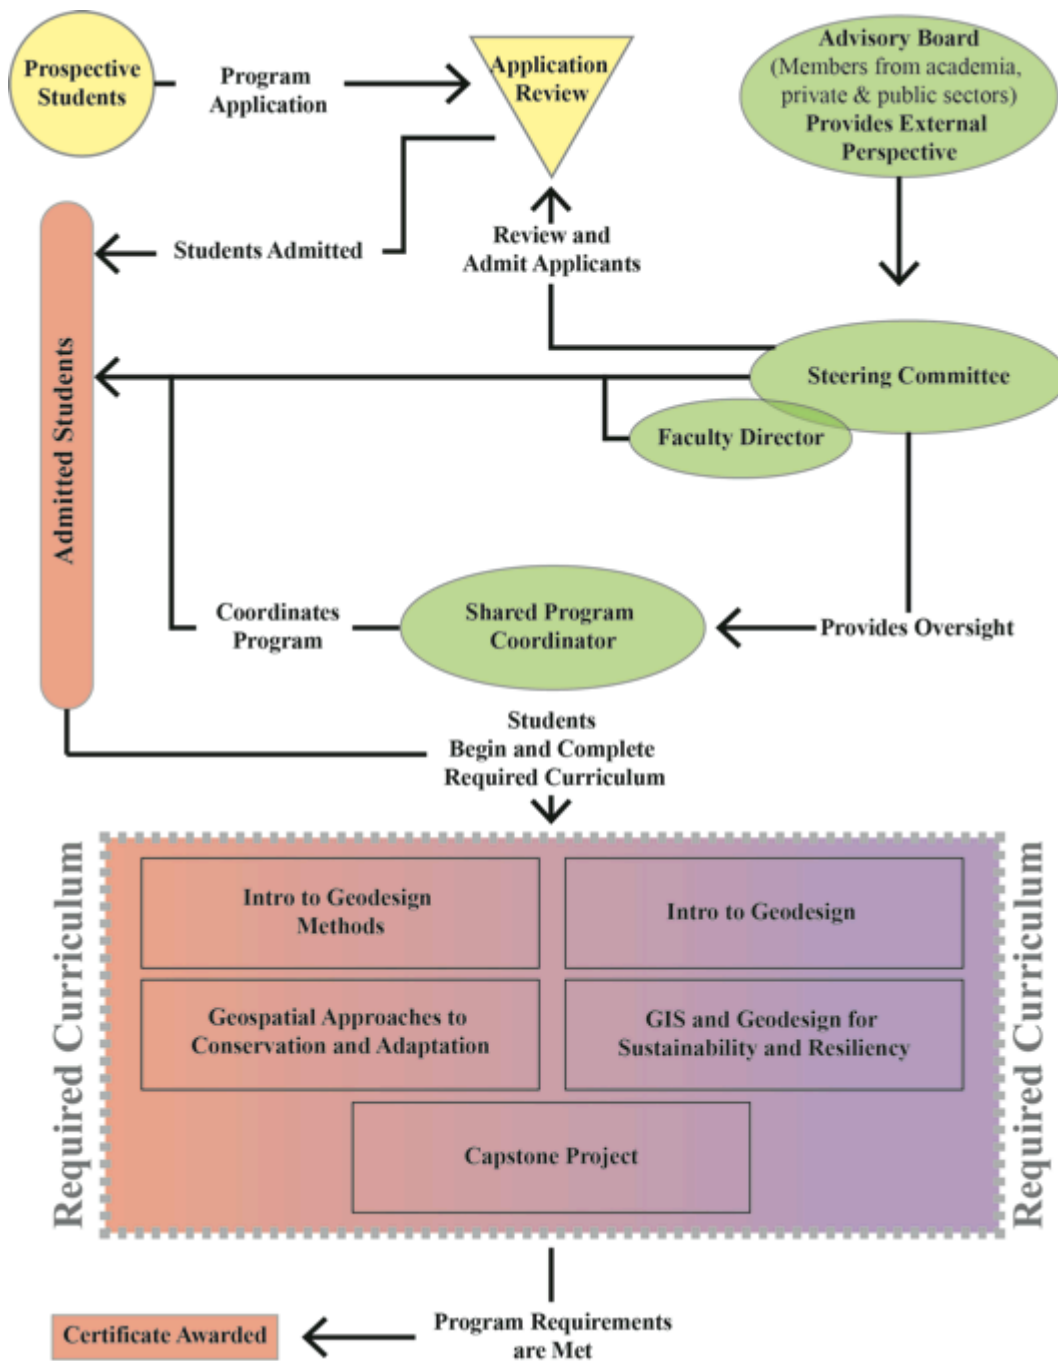 Prospective
Students
Program
Application
Application
Review
Advisory Board
(Members from academia,
private & public sectors)
Provides External
Perspective
Students Admitted
Review and
Admit Applicants
Steering Committee
Faculty Director
Admitted Students
Coordinates
Program
Shared Program
Coordinator
Provides Oversight
Students
Begin and Complete
Required Curriculum
Required Curriculum
Intro to Geodesign
Methods
Intro to Geodesign
Geospatial Approaches to
Conservation and Adaptation
GIS and Geodesign for
Sustainability and Resiliency
Capstone Project
Required Curriculum
Program Requirements
are Met
Certificate Awarded